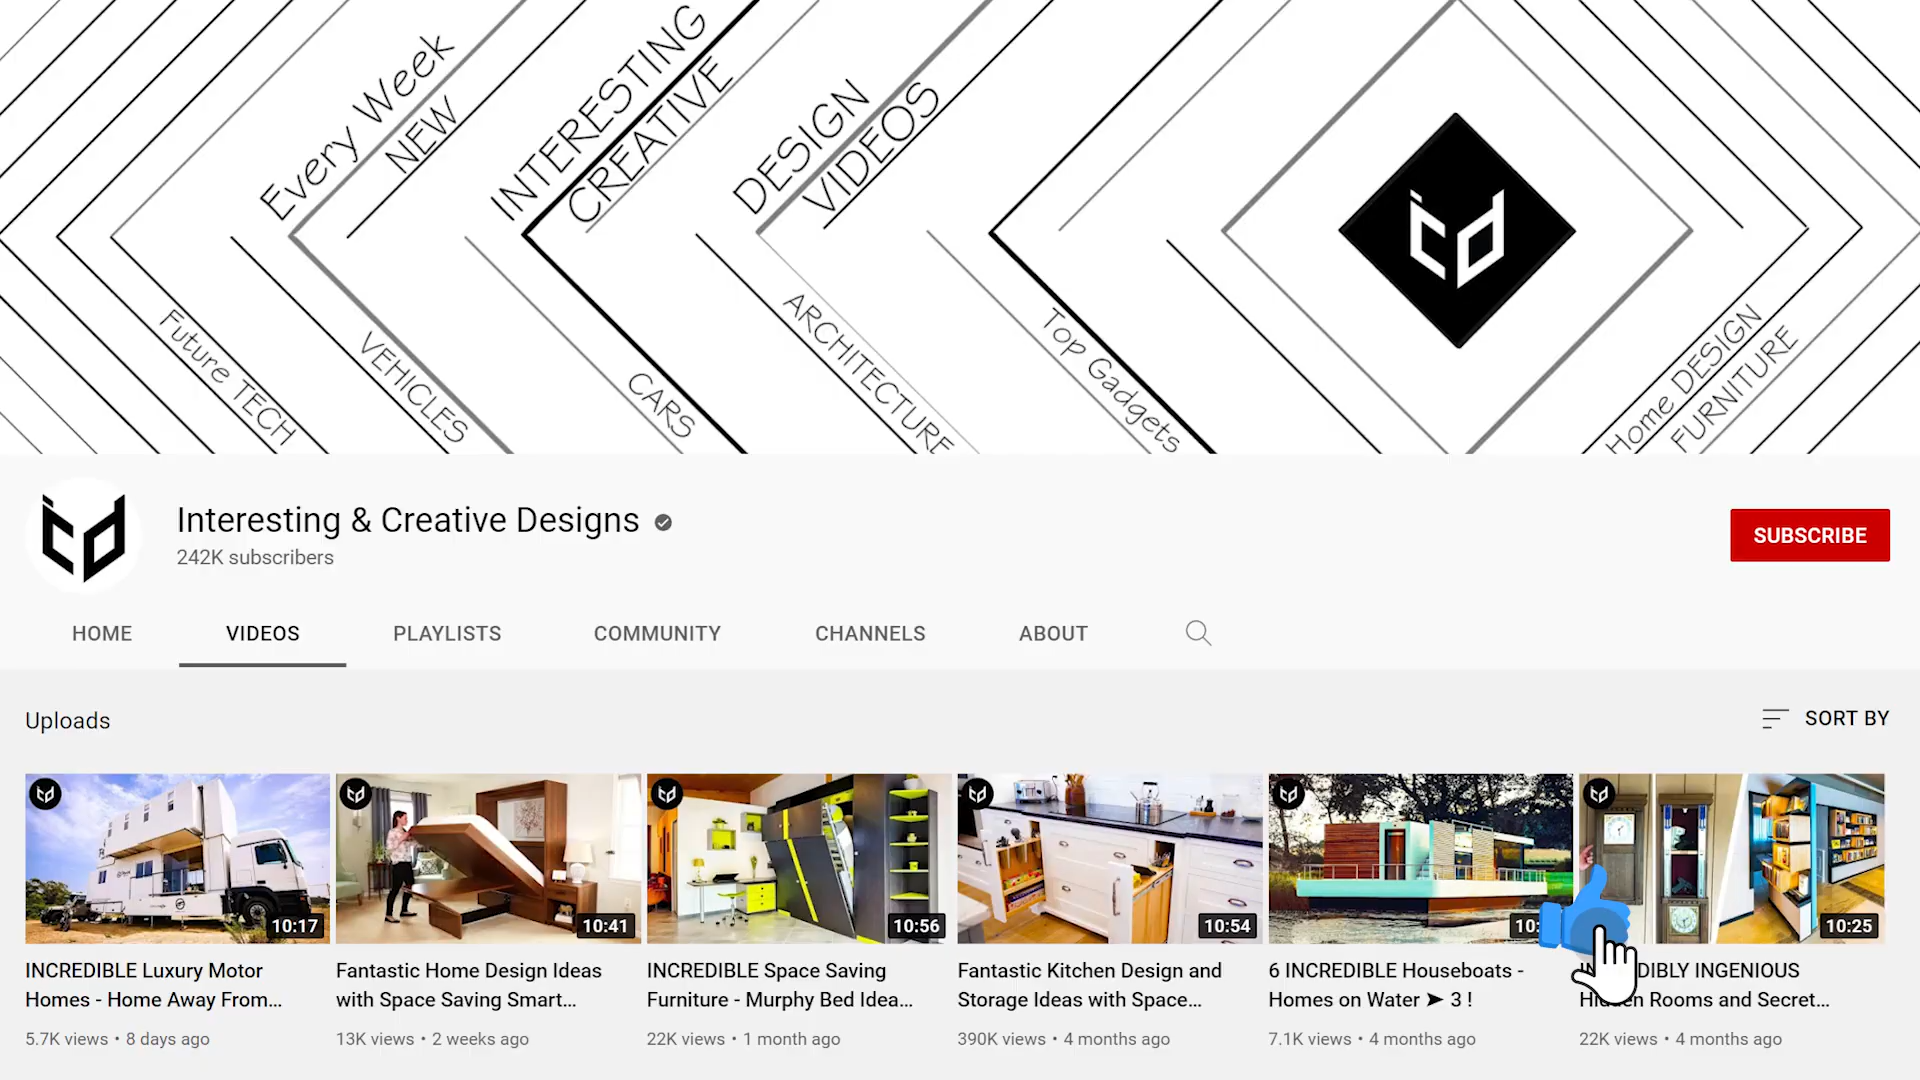 Every Week
NEW
INTERESTING
CREATIVE
DESIGN
VIDEOS
Future TECH
VEHICLES
CARS
ARCHITECTURE
Top Gadgets
Home DESIGN
FURNITURE
Interesting & Creative Designs
242K subscribers
SUBSCRIBE
HOME VIDEOS PLAYLISTS COMMUNITY CHANNELS ABOUT
Uploads
SORT BY
10:17
10:41
10:56
10:54
10:25
INCREDIBLE Luxury Motor
Homes - Home Away From...
5.7K views • 8 days ago
Fantastic Home Design Ideas
with Space Saving Smart...
13K views • 2 weeks ago
INCREDIBLE Space Saving
Furniture - Murphy Bed Idea...
22K views • 1 month ago
Fantastic Kitchen Design and
Storage Ideas with Space...
390K views • 4 months ago
6 INCREDIBLE Houseboats -
Homes on Water ➤ 3 !
7.1K views • 4 months ago
INGENIOUS
Rooms and Secret...
22K views • 4 months ago